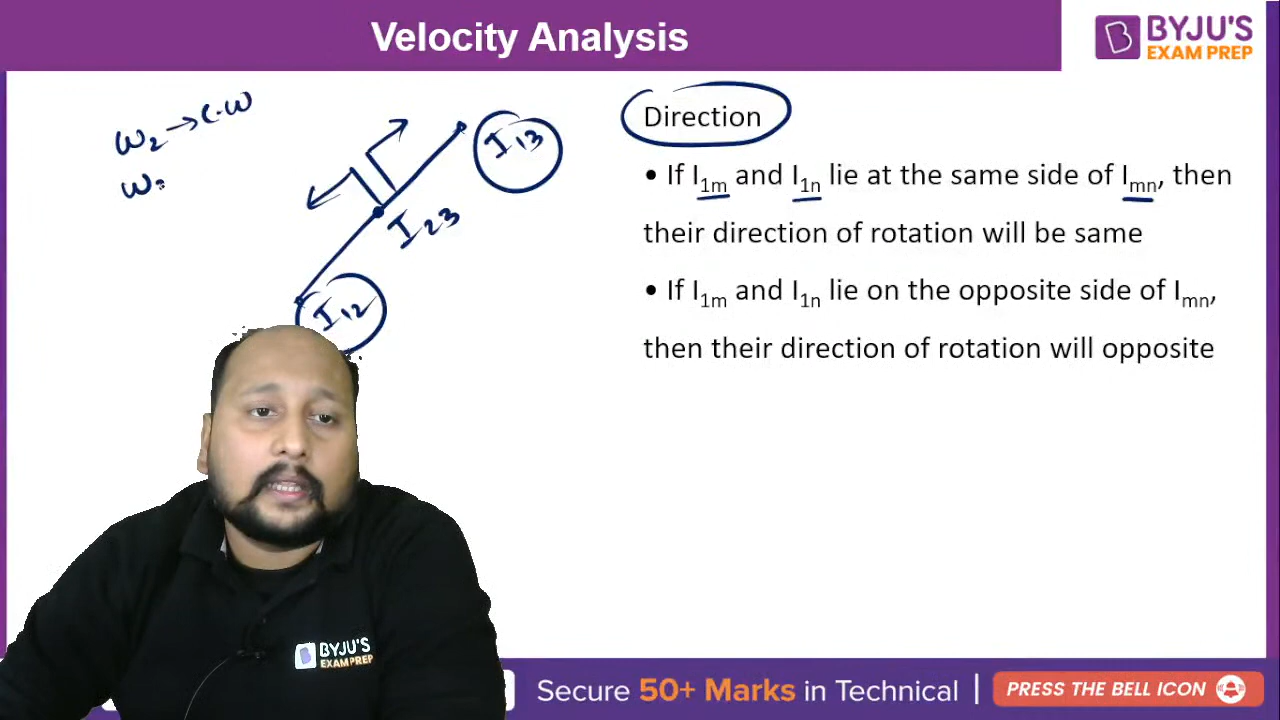 Velocity Analysis
BYJU'S
EXAM PREP
ω₂ → C.W
ω₃
I₁₃
I₂₃
I₁₂
Direction
• If I₁ₘ and I₁ₙ lie at the same side of Iₘₙ, then
their direction of rotation will be same
• If I₁ₘ and I₁ₙ lie on the opposite side of Iₘₙ,
then their direction of rotation will opposite
BYJU'S
EXAM PREP
Secure 50+ Marks in Technical | PRESS THE BELL ICON